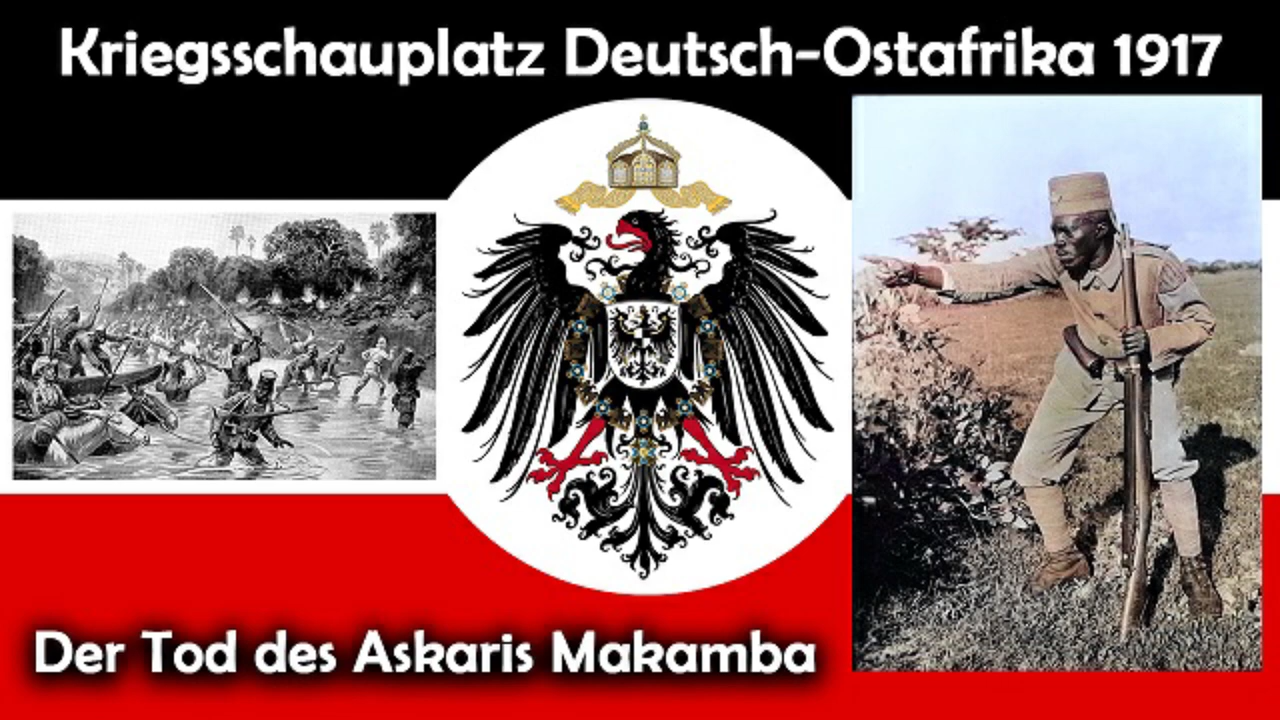 Kriegsschauplatz Deutsch-Ostafrika 1917
Der Tod des Askaris Makamba